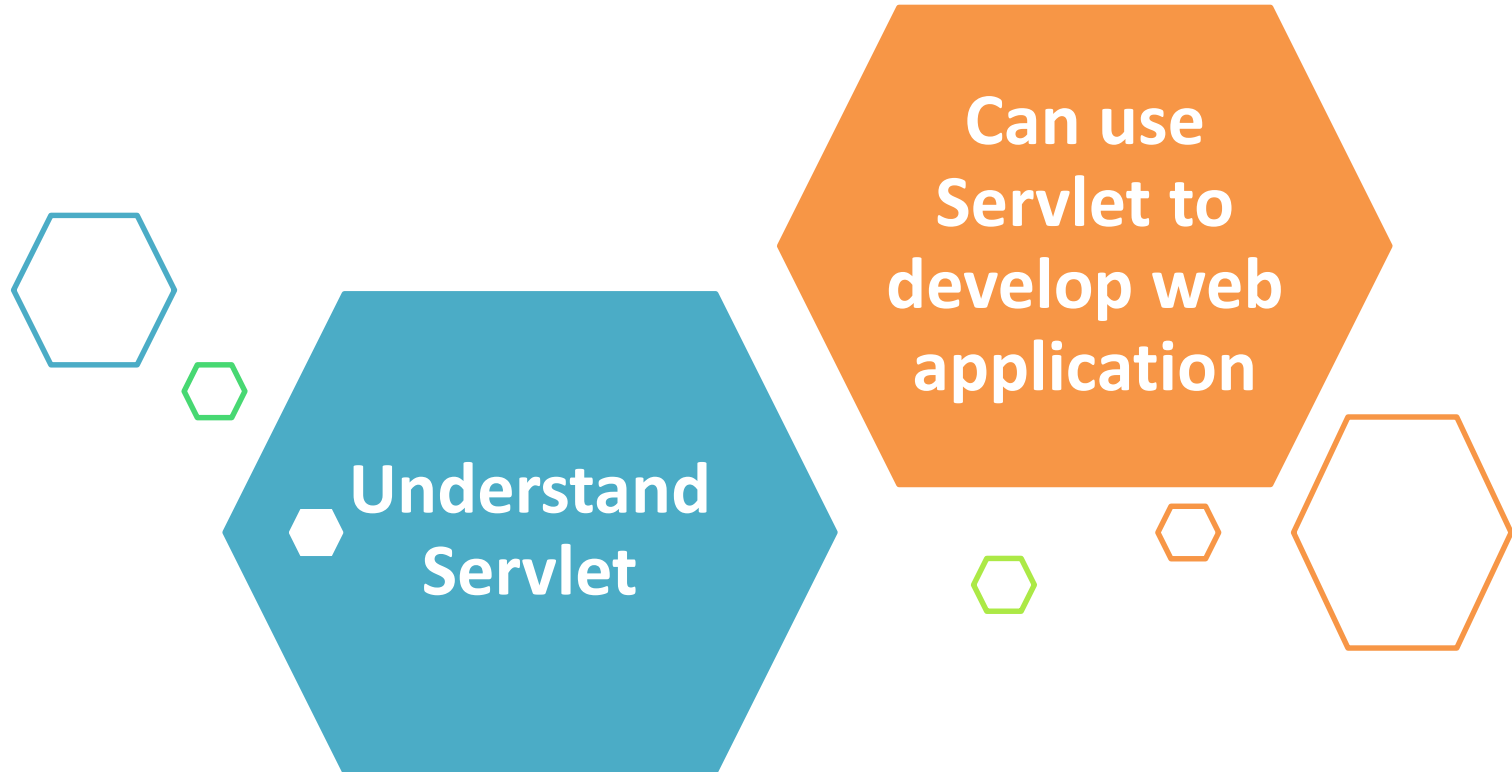 Understand
Servlet
Can use
Servlet to
develop web
application